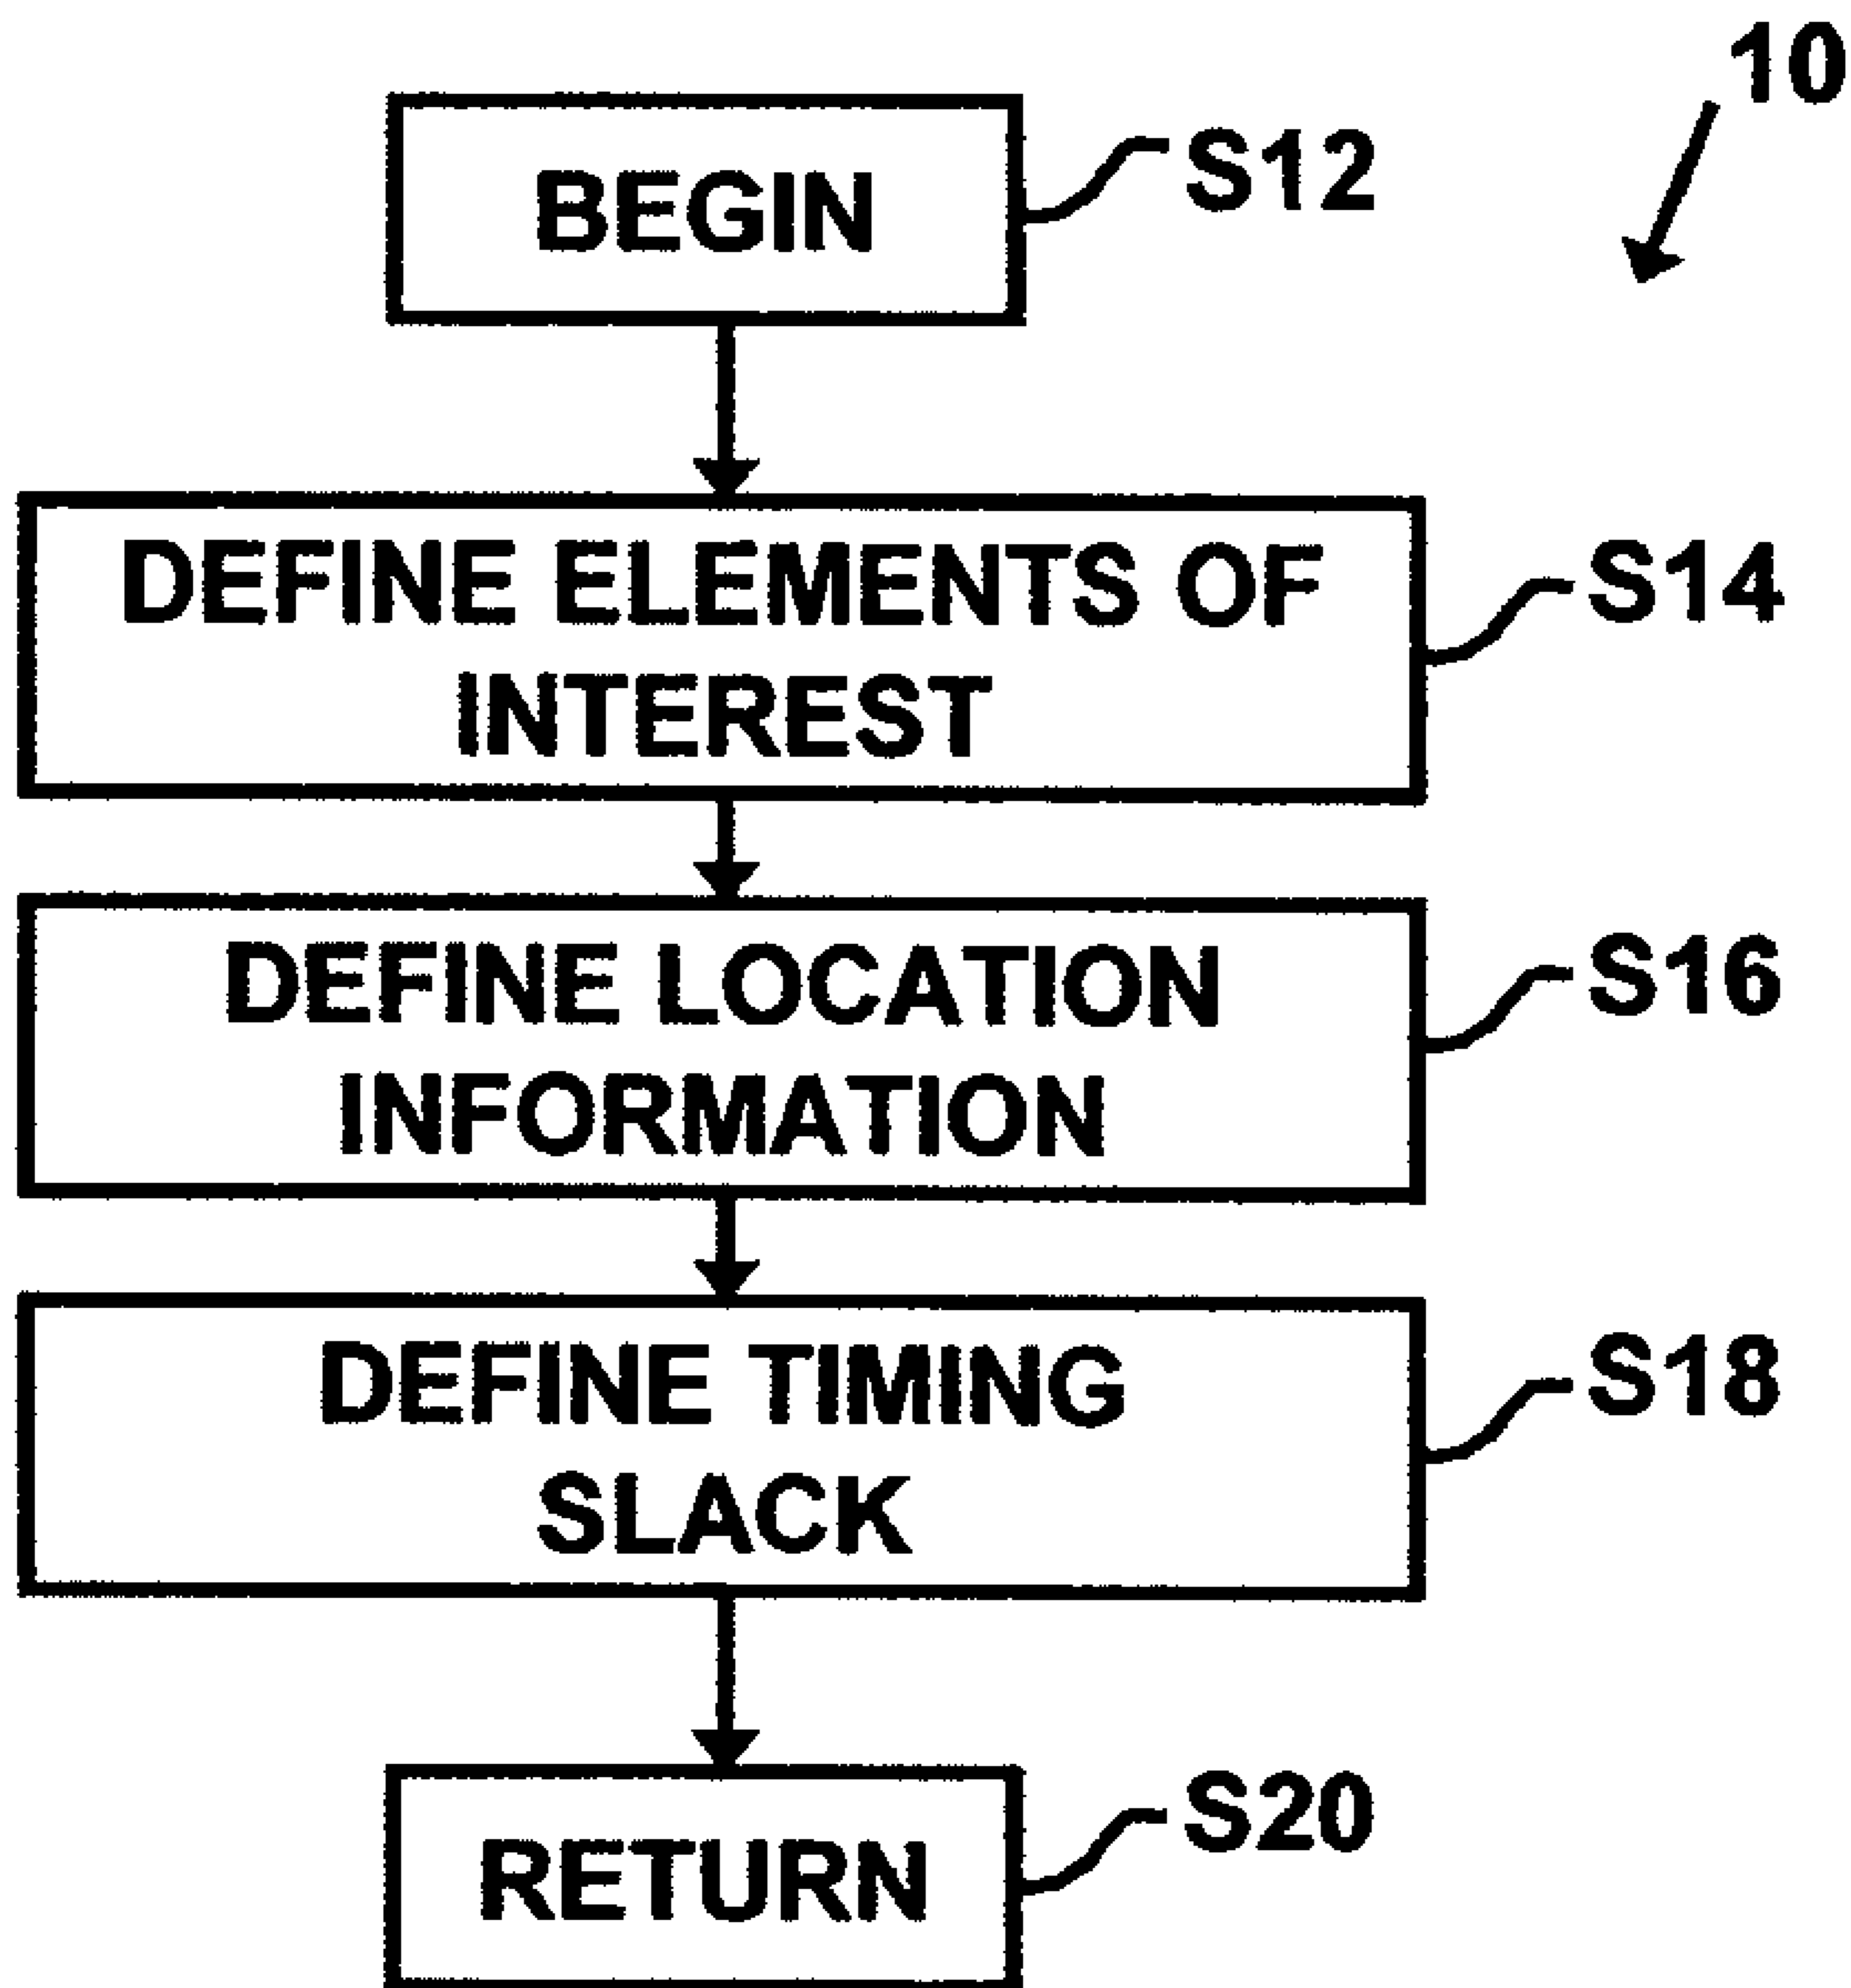 10
BEGIN
S12
DEFINE ELEMENTS OF
INTEREST
S14
DEFINE LOCATION
INFORMATION
S16
DEFINE TIMING
SLACK
S18
RETURN
S20